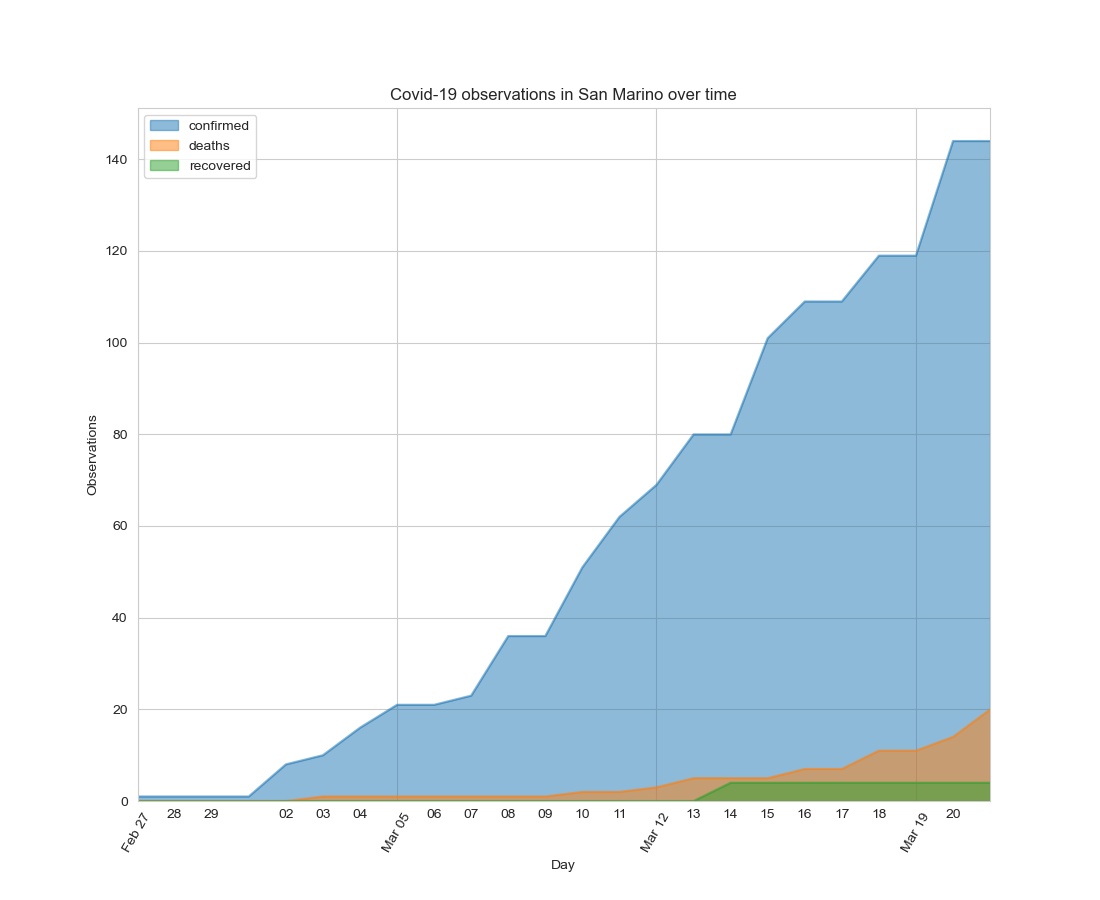 Covid-19 observations in San Marino over time
confirmed
deaths
recovered
140
120
100
80
60
40
20
0
Observations
Feb 27
28
29
02
03
04
Mar 05
06
07
08
09
10
11
Mar 12
13
14
15
16
17
18
Mar 19
20
Day